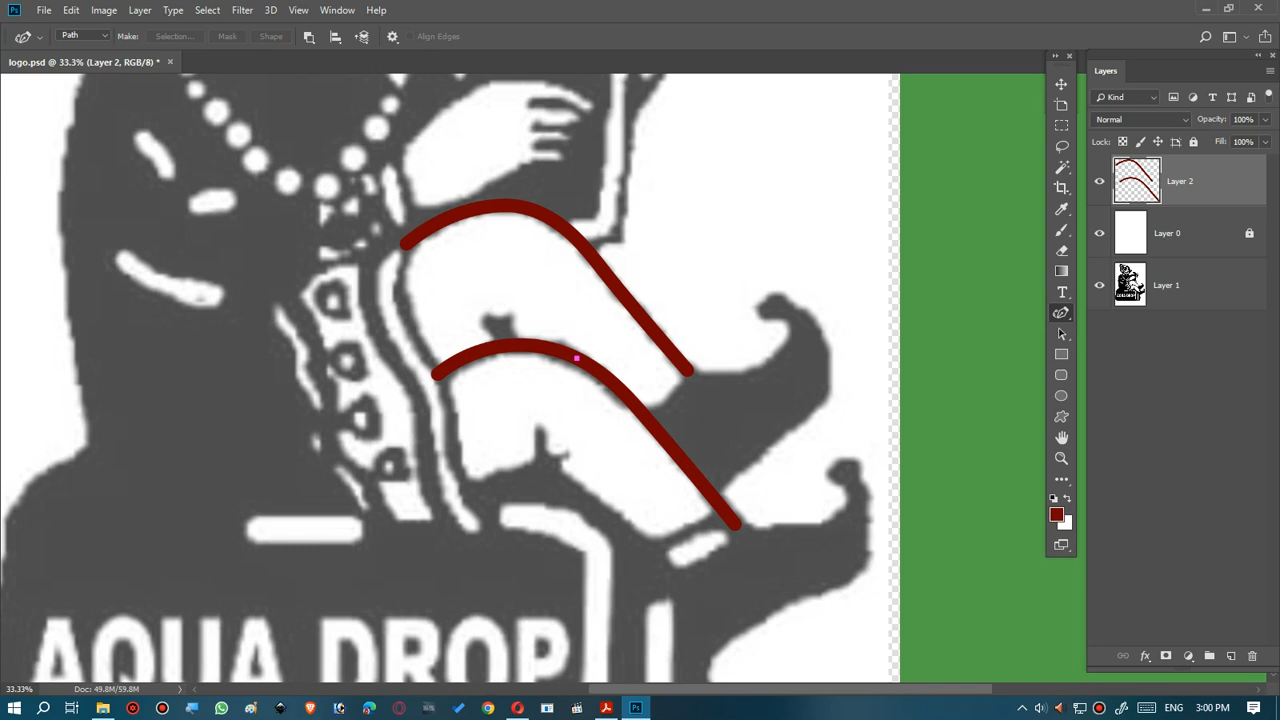 Ps File Edit Image Layer Type Select Filter 3D View Window Help
Path Make: Selection... Mask Shape Align Edges
logo.psd @ 33.3% (Layer 2, RGB/8) * ×
Layers
Kind
Normal Opacity: 100%
Lock: Fill: 100%
Layer 2
Layer 0
Layer 1
AQUA DROP
33.33% Doc: 49.8M/59.8M
ENG 3:00 PM